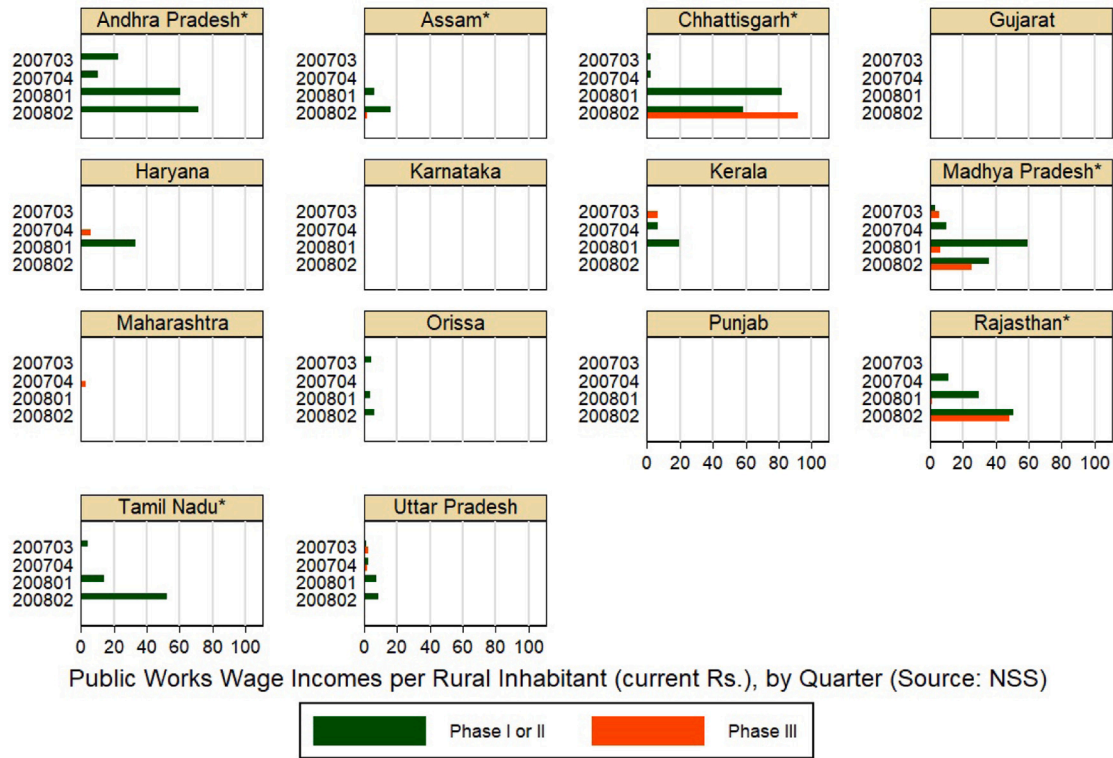 Andhra Pradesh*
200703
200704
200801
200802
Assam*
200703
200704
200801
200802
Chhattisgarh*
200703
200704
200801
200802
Gujarat
200703
200704
200801
200802
Haryana
200703
200704
200801
200802
Karnataka
200703
200704
200801
200802
Kerala
200703
200704
200801
200802
Madhya Pradesh*
200703
200704
200801
200802
Maharashtra
200703
200704
200801
200802
Orissa
200703
200704
200801
200802
Punjab
200703
200704
200801
200802
0 20 40 60 80 100
Rajasthan*
200703
200704
200801
200802
0 20 40 60 80 100
Tamil Nadu*
200703
200704
200801
200802
0 20 40 60 80 100
Uttar Pradesh
200703
200704
200801
200802
0 20 40 60 80 100
Public Works Wage Incomes per Rural Inhabitant (current Rs.), by Quarter (Source: NSS)
Phase I or II
Phase III